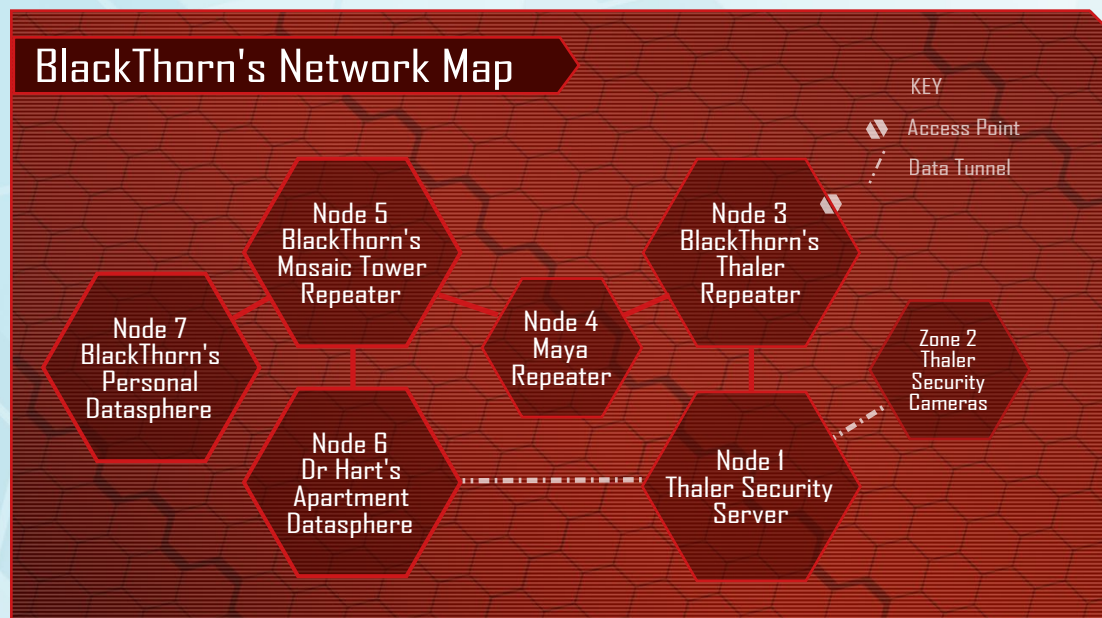 BlackThorn's Network Map
KEY
Access Point
Data Tunnel
Node 5
BlackThorn's
Mosaic Tower
Repeater
Node 3
BlackThorn's
Thaler
Repeater
Node 4
Maya
Repeater
Node 7
BlackThorn's
Personal
Datasphere
Zone 2
Thaler
Security
Cameras
Node 6
Dr Hart's
Apartment
Datasphere
Node 1
Thaler Security
Server